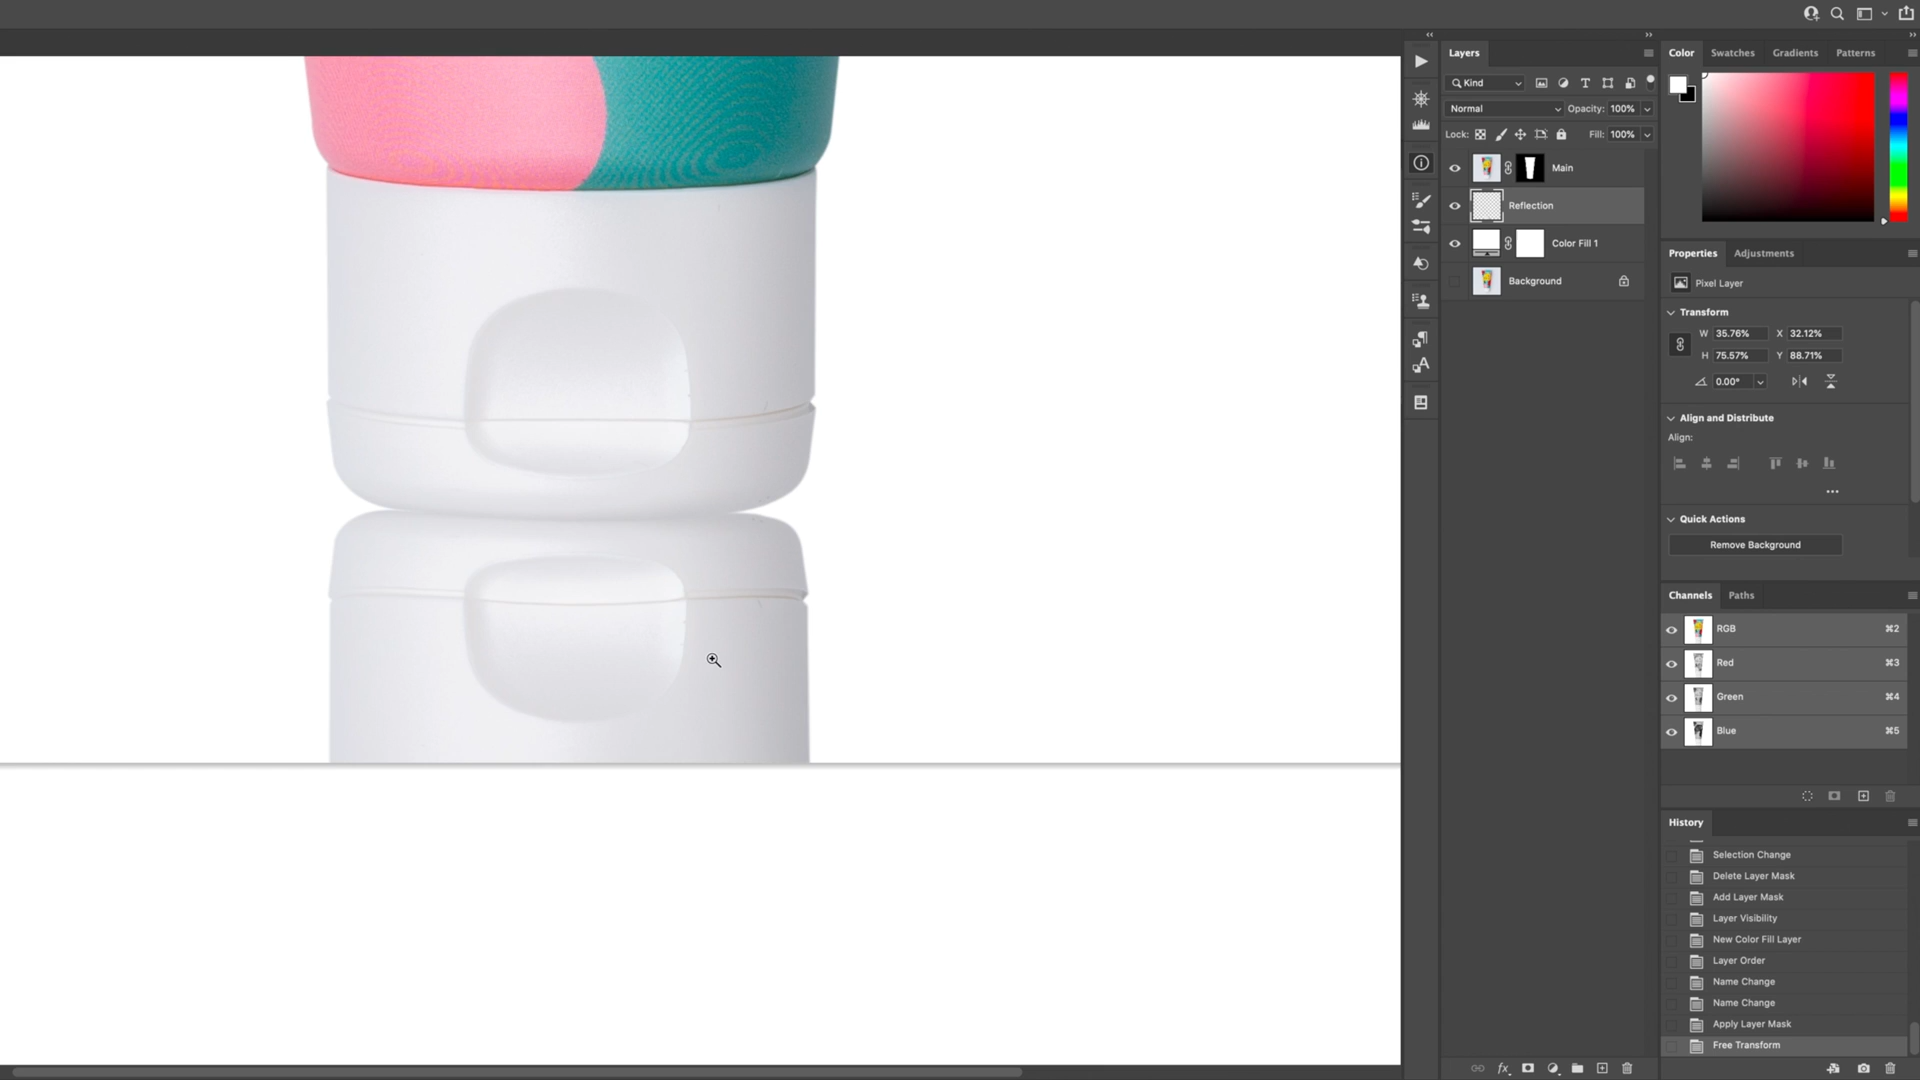 Layers
Color Swatches Gradients Patterns
Kind
Normal Opacity: 100%
Lock: Fill: 100%
Main
Reflection
Color Fill 1
Background
Properties Adjustments
Pixel Layer
Transform
W 35.76% X 32.12%
H 75.57% Y 88.71%
0.00°
Align and Distribute
Align:
Quick Actions
Remove Background
Channels Paths
RGB ⌘2
Red ⌘3
Green ⌘4
Blue ⌘5
History
Selection Change
Delete Layer Mask
Add Layer Mask
Layer Visibility
New Color Fill Layer
Layer Order
Name Change
Name Change
Apply Layer Mask
Free Transform
fx